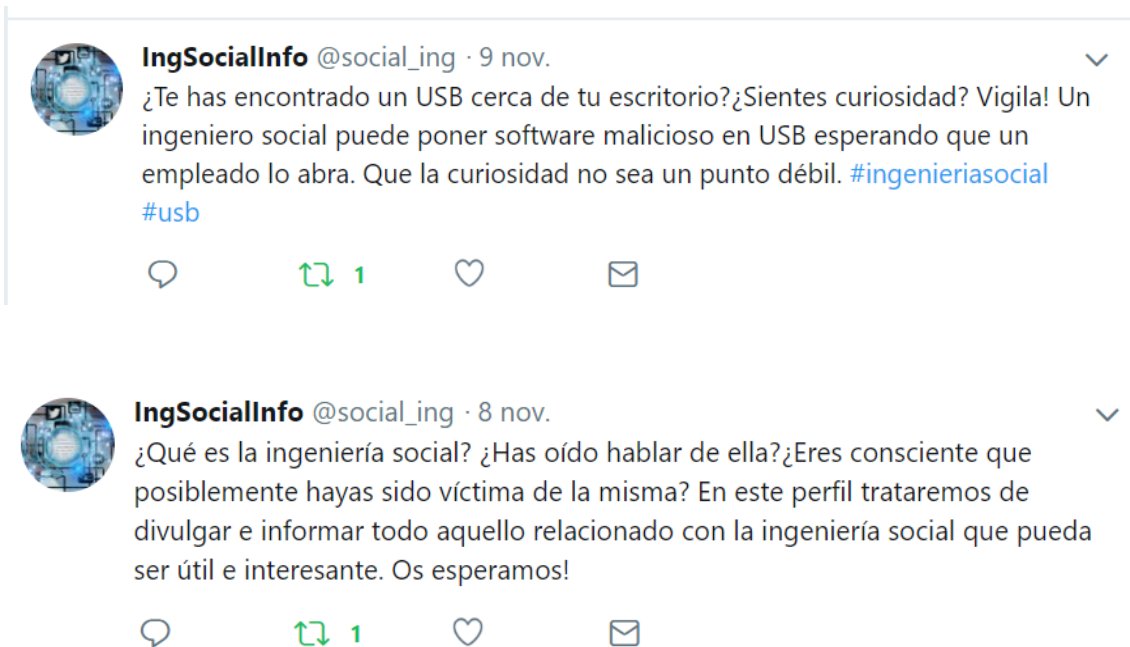 IngSocialInfo @social_ing · 9 nov.
¿Te has encontrado un USB cerca de tu escritorio?¿Sientes curiosidad? Vigila! Un
ingeniero social puede poner software malicioso en USB esperando que un
empleado lo abra. Que la curiosidad no sea un punto débil. #ingenieriasocial
#usb
1
IngSocialInfo @social_ing · 8 nov.
¿Qué es la ingeniería social? ¿Has oído hablar de ella?¿Eres consciente que
posiblemente hayas sido víctima de la misma? En este perfil trataremos de
divulgar e informar todo aquello relacionado con la ingeniería social que pueda
ser útil e interesante. Os esperamos!
1